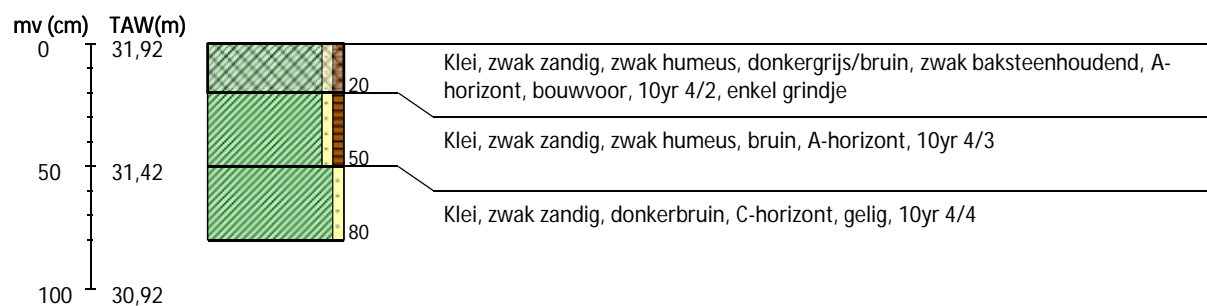 mv (cm) TAW(m)
0 31,92
Klei, zwak zandig, zwak humeus, donkergrijs/bruin, zwak baksteenhoudend, A-
horizont, bouwvoor, 10yr 4/2, enkel grindje
20
Klei, zwak zandig, zwak humeus, bruin, A-horizont, 10yr 4/3
50
50 31,42
Klei, zwak zandig, donkerbruin, C-horizont, gelig, 10yr 4/4
80
100 30,92